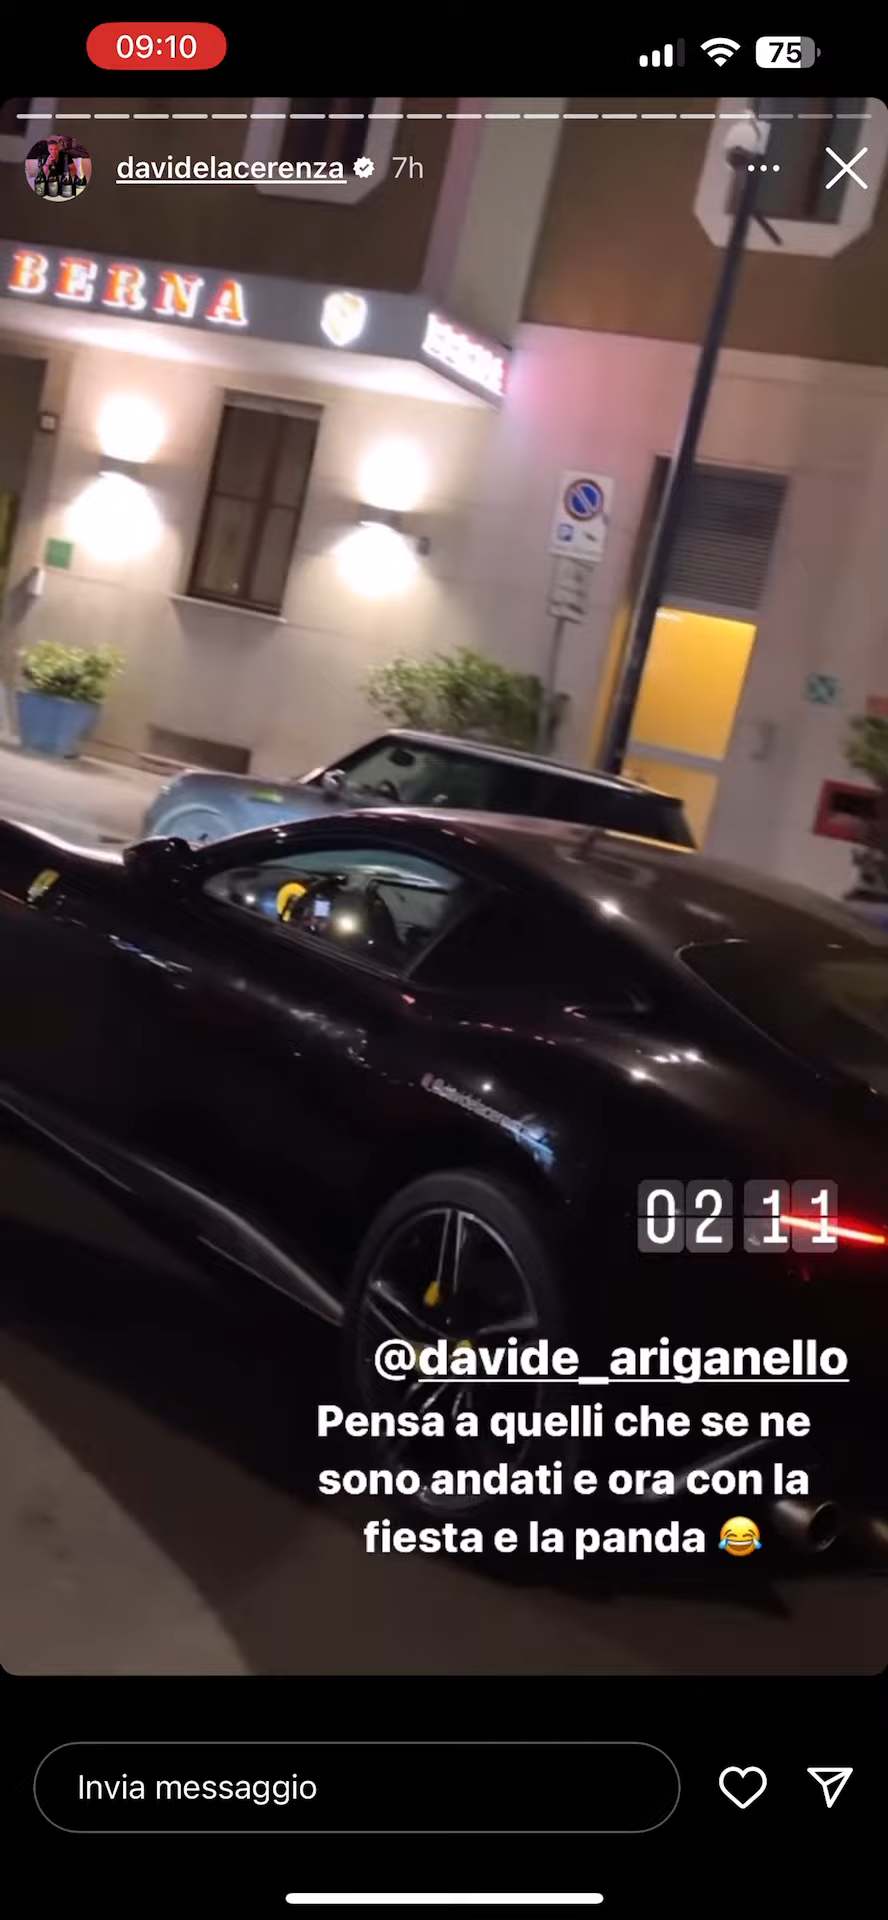 09:10
75
davidelacerenza 7h
BERNA
P
02 11
@davide_ariganello
Pensa a quelli che se ne
sono andati e ora con la
fiesta e la panda 😂
Invia messaggio